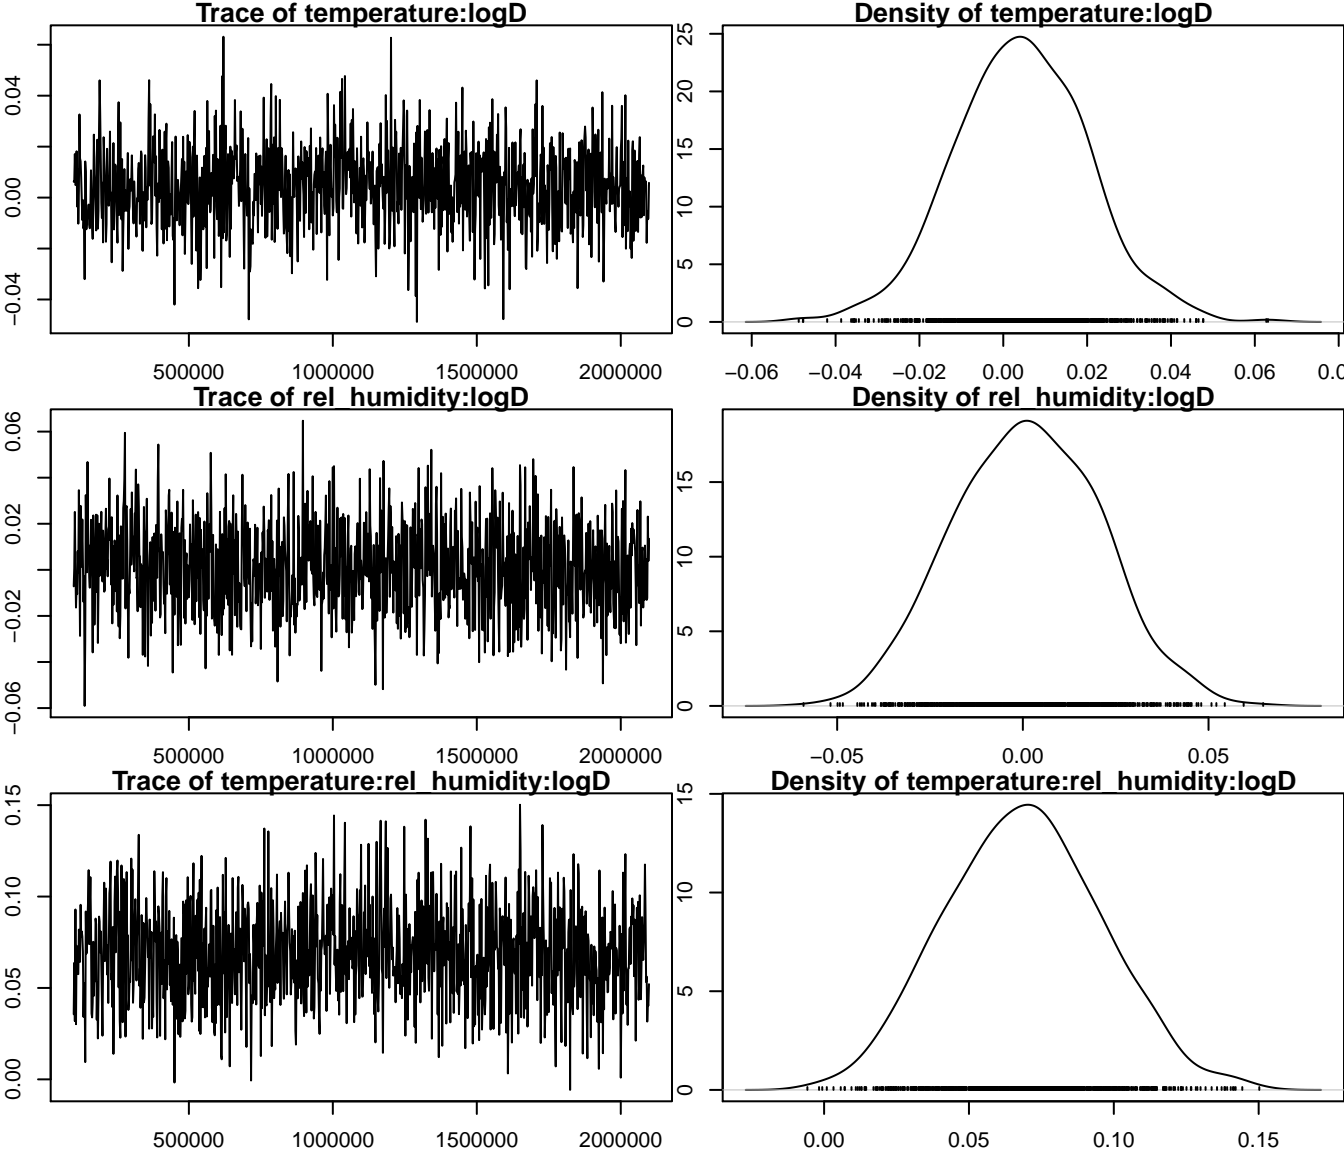 Trace of temperature:logD
0.04
0.00
−0.04
500000 1000000 1500000 2000000
Density of temperature:logD
25
20
15
10
5
0
−0.06 −0.04 −0.02 0.00 0.02 0.04 0.06 0.0
Trace of rel_humidity:logD
0.06
0.02
−0.02
−0.06
500000 1000000 1500000 2000000
Density of rel_humidity:logD
15
10
5
0
−0.05 0.00 0.05
Trace of temperature:rel_humidity:logD
0.15
0.10
0.05
0.00
500000 1000000 1500000 2000000
Density of temperature:rel_humidity:logD
15
10
5
0
0.00 0.05 0.10 0.15